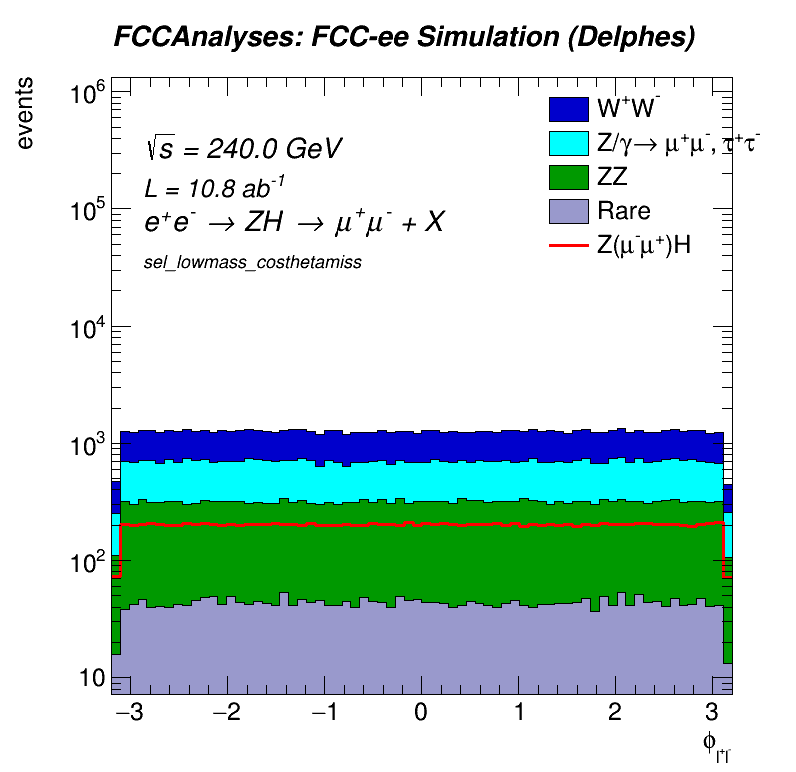 FCCAnalyses: FCC-ee Simulation (Delphes)
events
10⁶
10⁵
10⁴
10³
10²
10
√s = 240.0 GeV
L = 10.8 ab⁻¹
e⁺e⁻ → ZH → μ⁺μ⁻ + X
sel_lowmass_costhetamiss
W⁺W⁻
Z/γ→ μ⁺μ⁻, τ⁺τ⁻
ZZ
Rare
Z(μ⁻μ⁺)H
−3 −2 −1 0 1 2 3
ϕ_l⁺l⁻